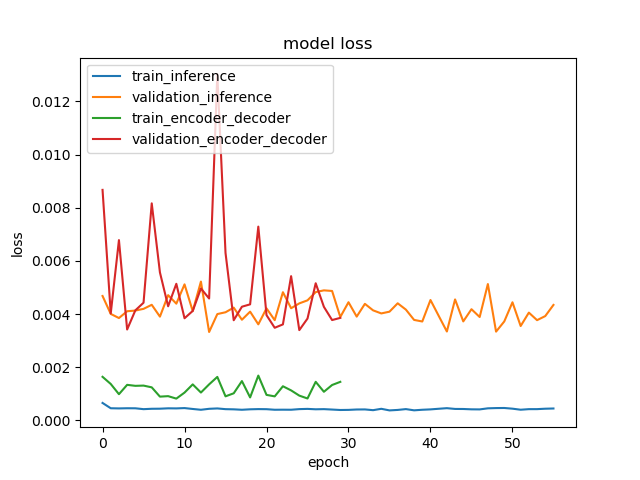 model loss
train_inference
validation_inference
train_encoder_decoder
validation_encoder_decoder
0.012
0.010
0.008
0.006
0.004
0.002
0.000
loss
0 10 20 30 40 50
epoch